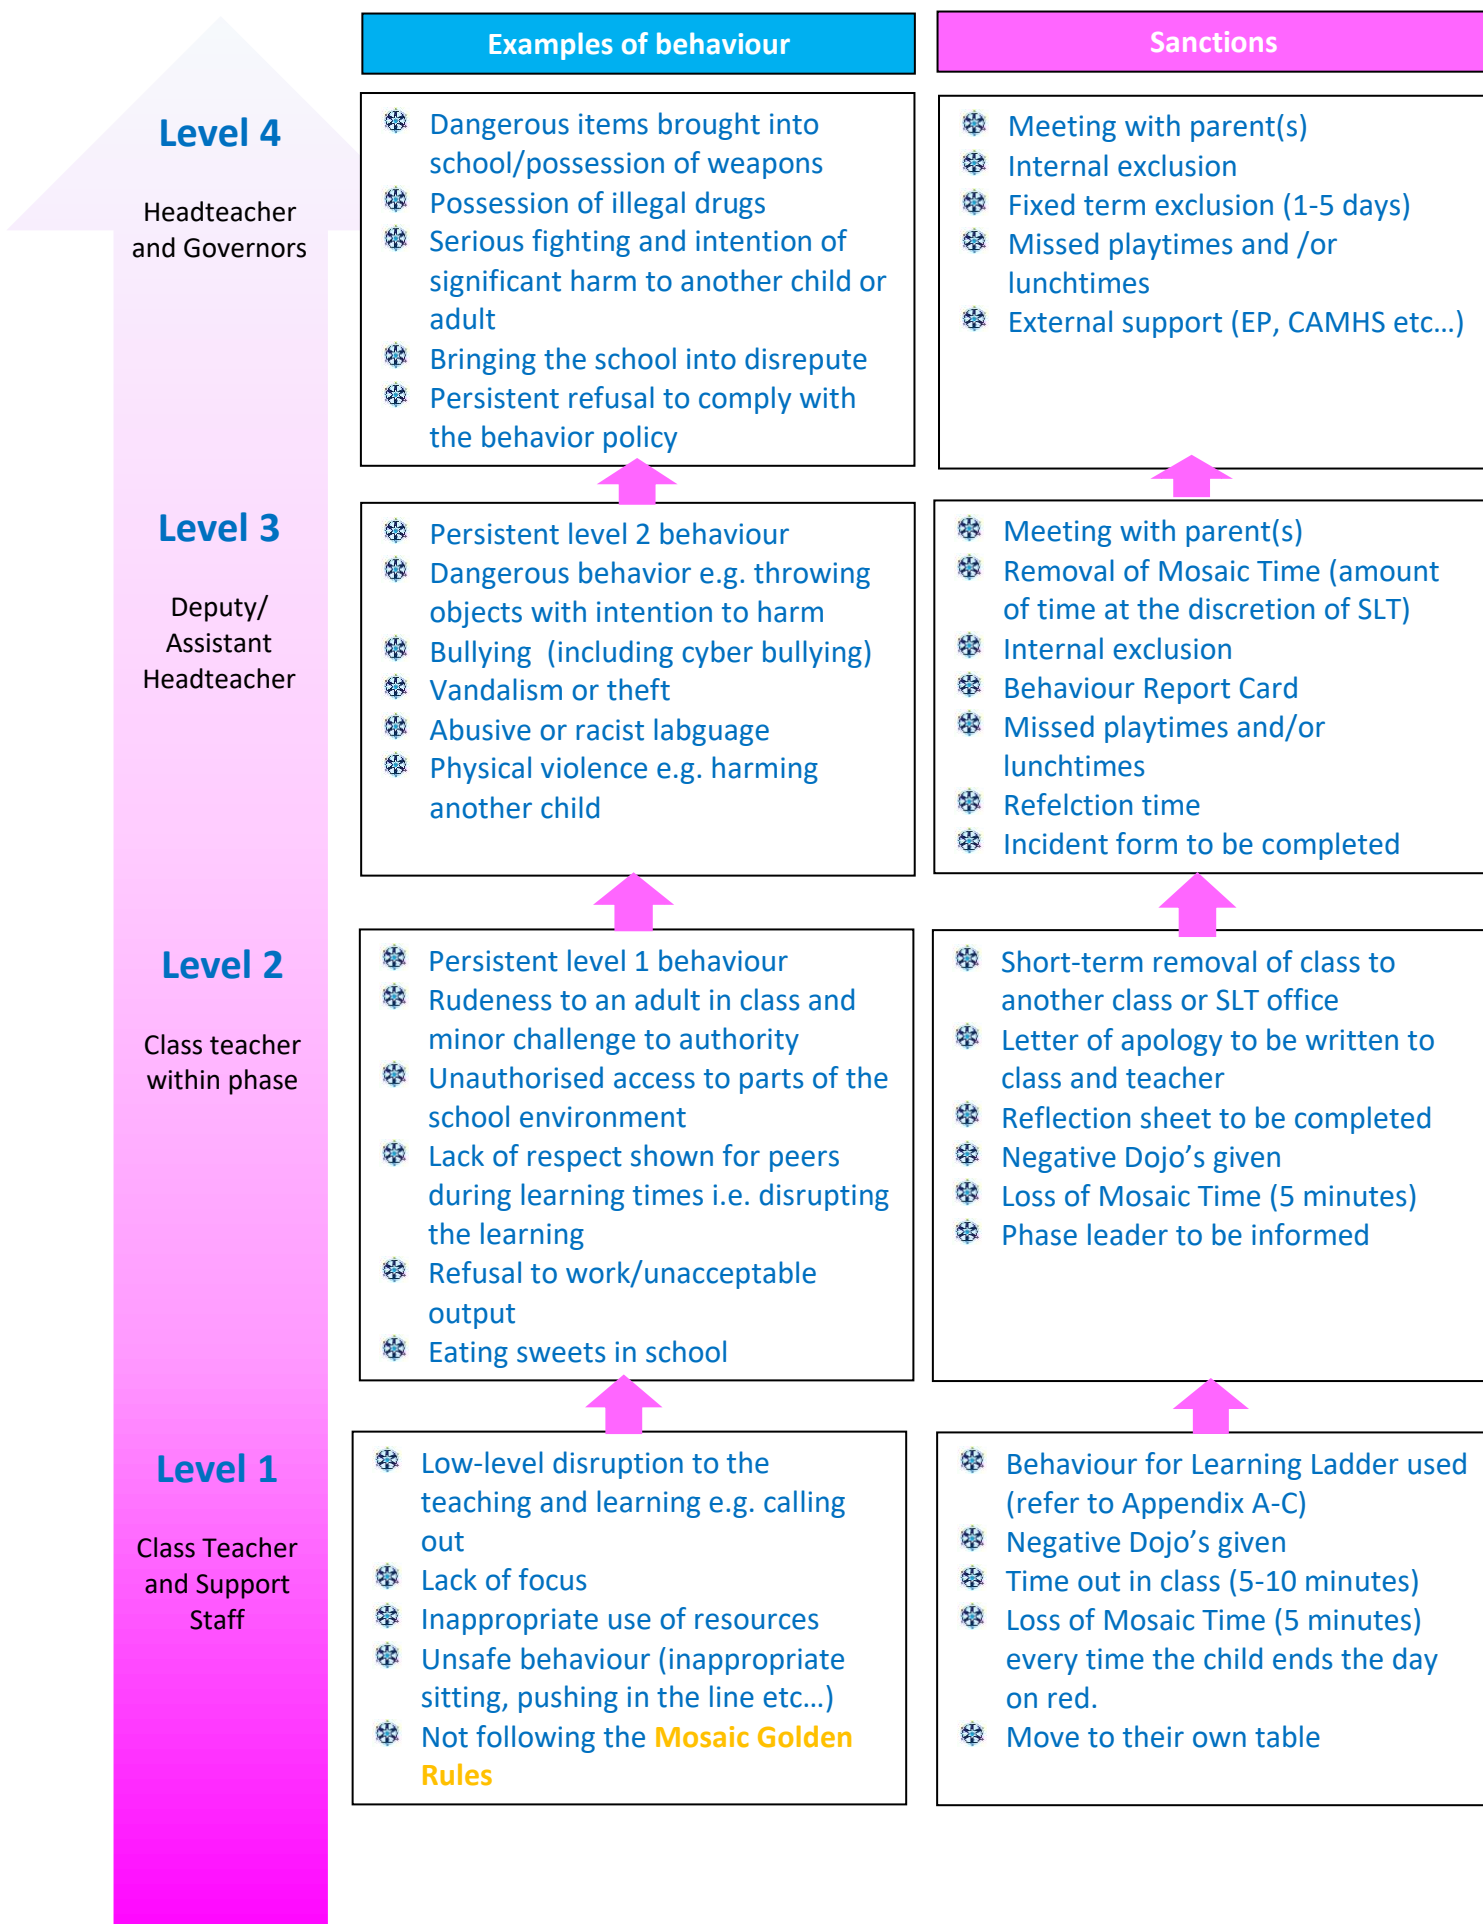 Examples of behaviour
Sanctions
Level 4
Headteacher
and Governors
Dangerous items brought into
school/possession of weapons
Possession of illegal drugs
Serious fighting and intention of
significant harm to another child or
adult
Bringing the school into disrepute
Persistent refusal to comply with
the behavior policy
Meeting with parent(s)
Internal exclusion
Fixed term exclusion (1-5 days)
Missed playtimes and /or
lunchtimes
External support (EP, CAMHS etc…)
Level 3
Deputy/
Assistant
Headteacher
Persistent level 2 behaviour
Dangerous behavior e.g. throwing
objects with intention to harm
Bullying (including cyber bullying)
Vandalism or theft
Abusive or racist labguage
Physical violence e.g. harming
another child
Meeting with parent(s)
Removal of Mosaic Time (amount
of time at the discretion of SLT)
Internal exclusion
Behaviour Report Card
Missed playtimes and/or
lunchtimes
Refelction time
Incident form to be completed
Level 2
Class teacher
within phase
Persistent level 1 behaviour
Rudeness to an adult in class and
minor challenge to authority
Unauthorised access to parts of the
school environment
Lack of respect shown for peers
during learning times i.e. disrupting
the learning
Refusal to work/unacceptable
output
Eating sweets in school
Short-term removal of class to
another class or SLT office
Letter of apology to be written to
class and teacher
Reflection sheet to be completed
Negative Dojo’s given
Loss of Mosaic Time (5 minutes)
Phase leader to be informed
Level 1
Class Teacher
and Support
Staff
Low-level disruption to the
teaching and learning e.g. calling
out
Lack of focus
Inappropriate use of resources
Unsafe behaviour (inappropriate
sitting, pushing in the line etc…)
Not following the Mosaic Golden
Rules
Behaviour for Learning Ladder used
(refer to Appendix A-C)
Negative Dojo’s given
Time out in class (5-10 minutes)
Loss of Mosaic Time (5 minutes)
every time the child ends the day
on red.
Move to their own table